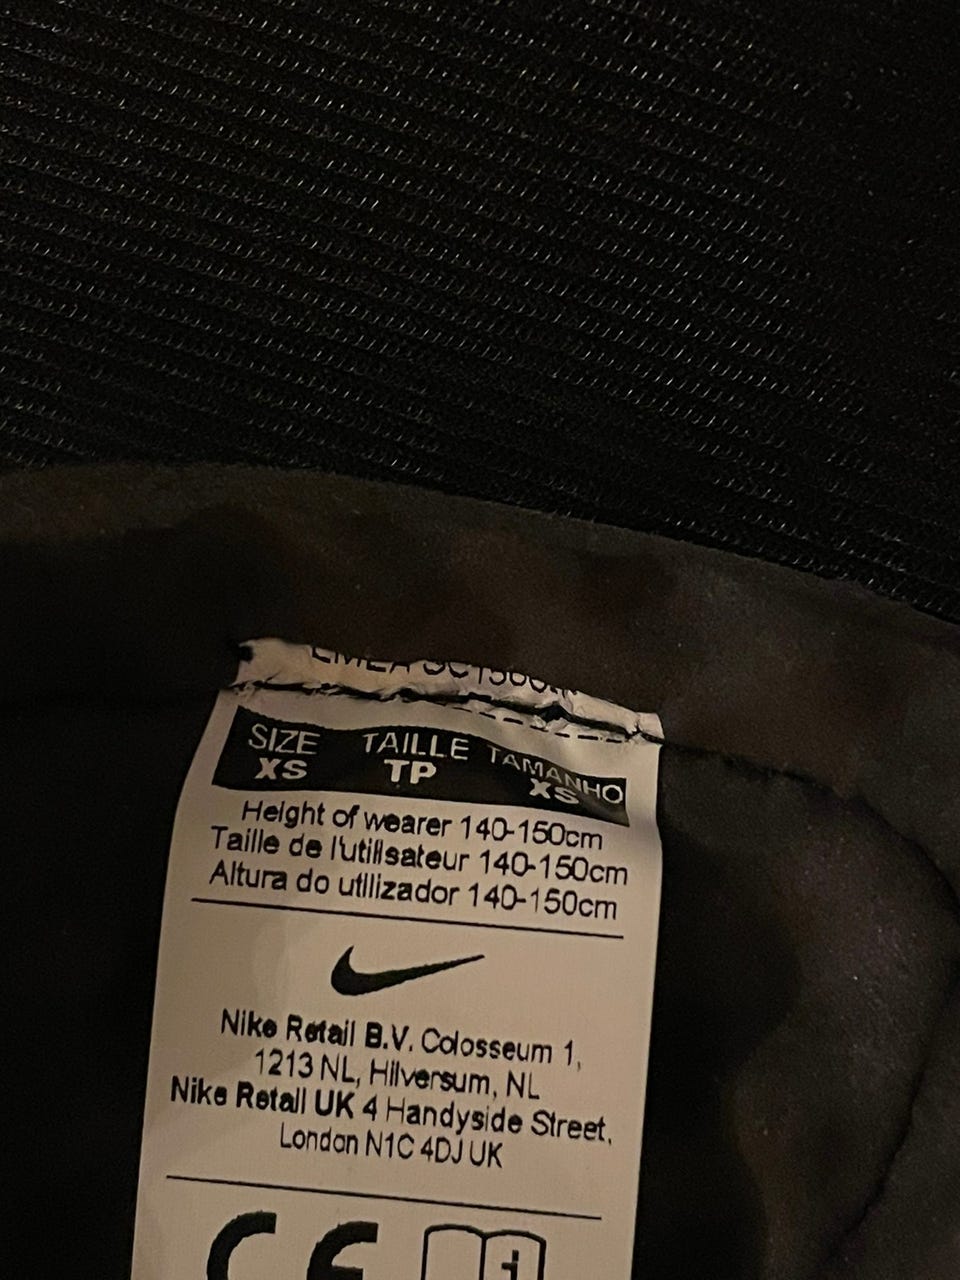 SIZE TAILLE TAMANHO
XS TP XS
Height of wearer 140-150cm
Taille de l'utilisateur 140-150cm
Altura do utilizador 140-150cm
Nike Retail B.V. Colosseum 1,
1213 NL, Hilversum, NL
Nike Retail UK 4 Handyside Street,
London N1C 4DJ UK
CE i